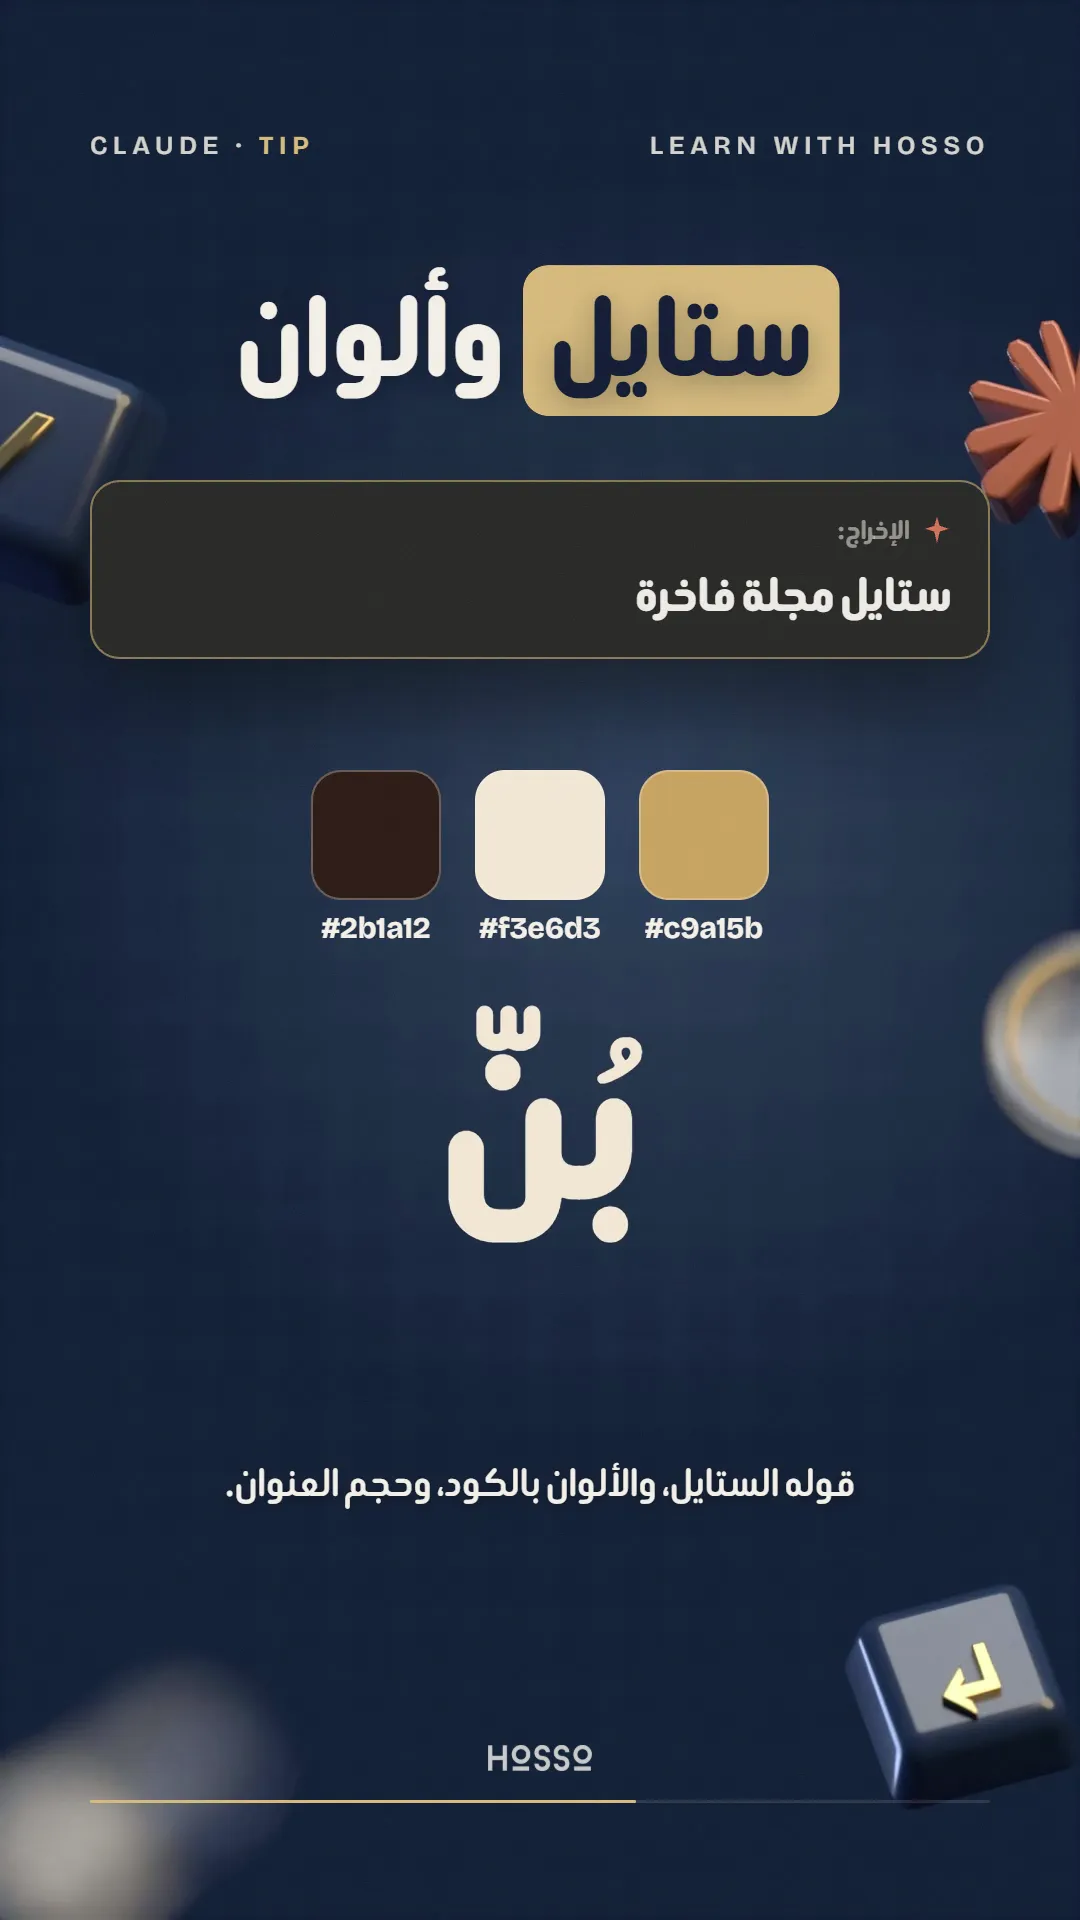 CLAUDE · TIP
LEARN WITH HOSSO
ستايل وألوان
الإخراج:
ستايل مجلة فاخرة
#2b1a12 #f3e6d3 #c9a15b
بُنّ
قوله الستايل، والألوان بالكود، وحجم العنوان.
HOSSO